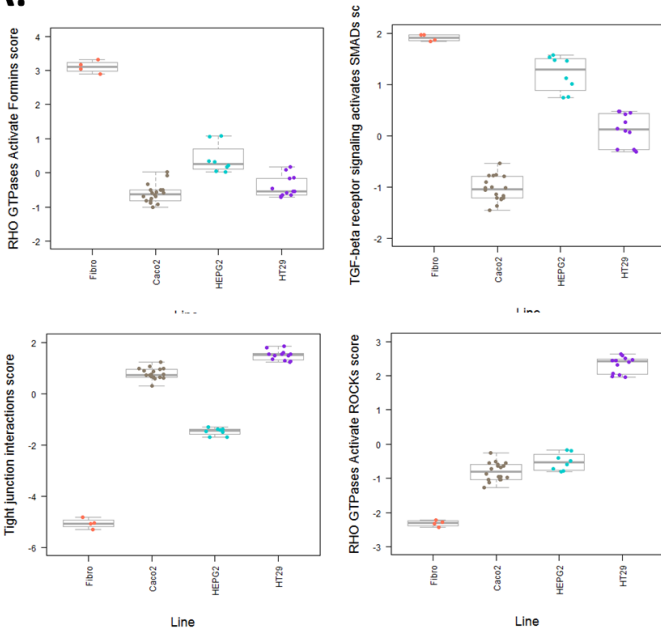 RHO GTPases Activate Formins score
4
3
2
1
0
-1
-2
Fibro
Caco2
HEPG2
HT29
TGF-beta receptor signaling activates SMADs sc
2
1
0
-1
-2
Fibro
Caco2
HEPG2
HT29
Line
Tight junction interactions score
2
0
-2
-4
-6
Fibro
Caco2
HEPG2
HT29
Line
RHO GTPases Activate ROCKs score
3
2
1
0
-1
-2
-3
Fibro
Caco2
HEPG2
HT29
Line